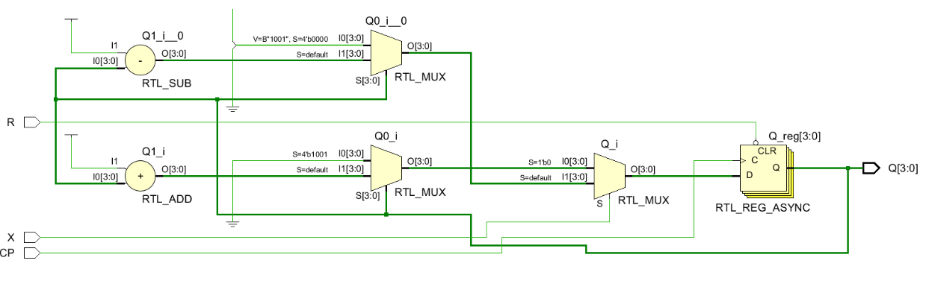 Q0_i__0
Q1_i__0
V=B"1001", S=4'b0000 I0[3:0]
I1 O[3:0] S=default I1[3:0] O[3:0]
I0[3:0] -
RTL_SUB S[3:0] RTL_MUX
R
Q1_i Q0_i Q_i Q_reg[3:0]
I1 O[3:0] S=4'b1001 I0[3:0] O[3:0] S=1'b0 I0[3:0] O[3:0] CLR
C
I0[3:0] + S=default I1[3:0] S=default I1[3:0] D Q Q[3:0]
RTL_ADD S[3:0] RTL_MUX S RTL_MUX RTL_REG_ASYNC
X
CP